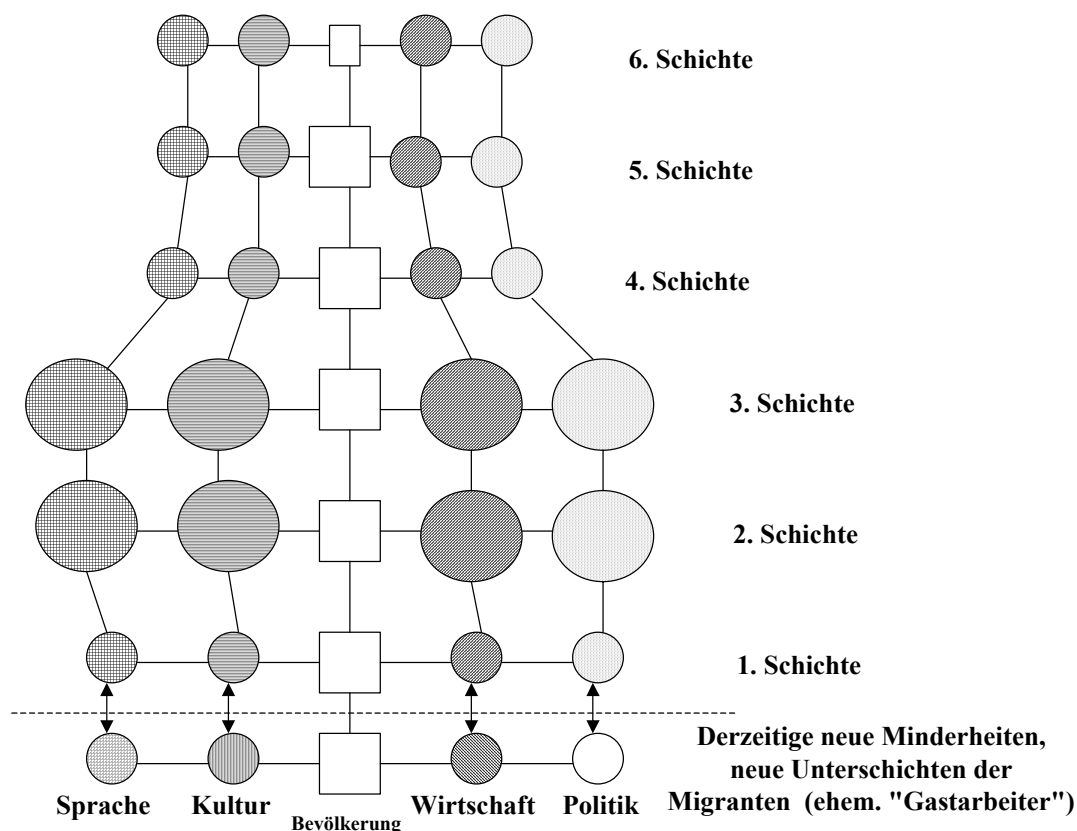 6. Schichte
5. Schichte
4. Schichte
3. Schichte
2. Schichte
1. Schichte
Derzeitige neue Minderheiten,
neue Unterschichten der
Migranten (ehem. "Gastarbeiter")
Sprache Kultur Bevölkerung Wirtschaft Politik